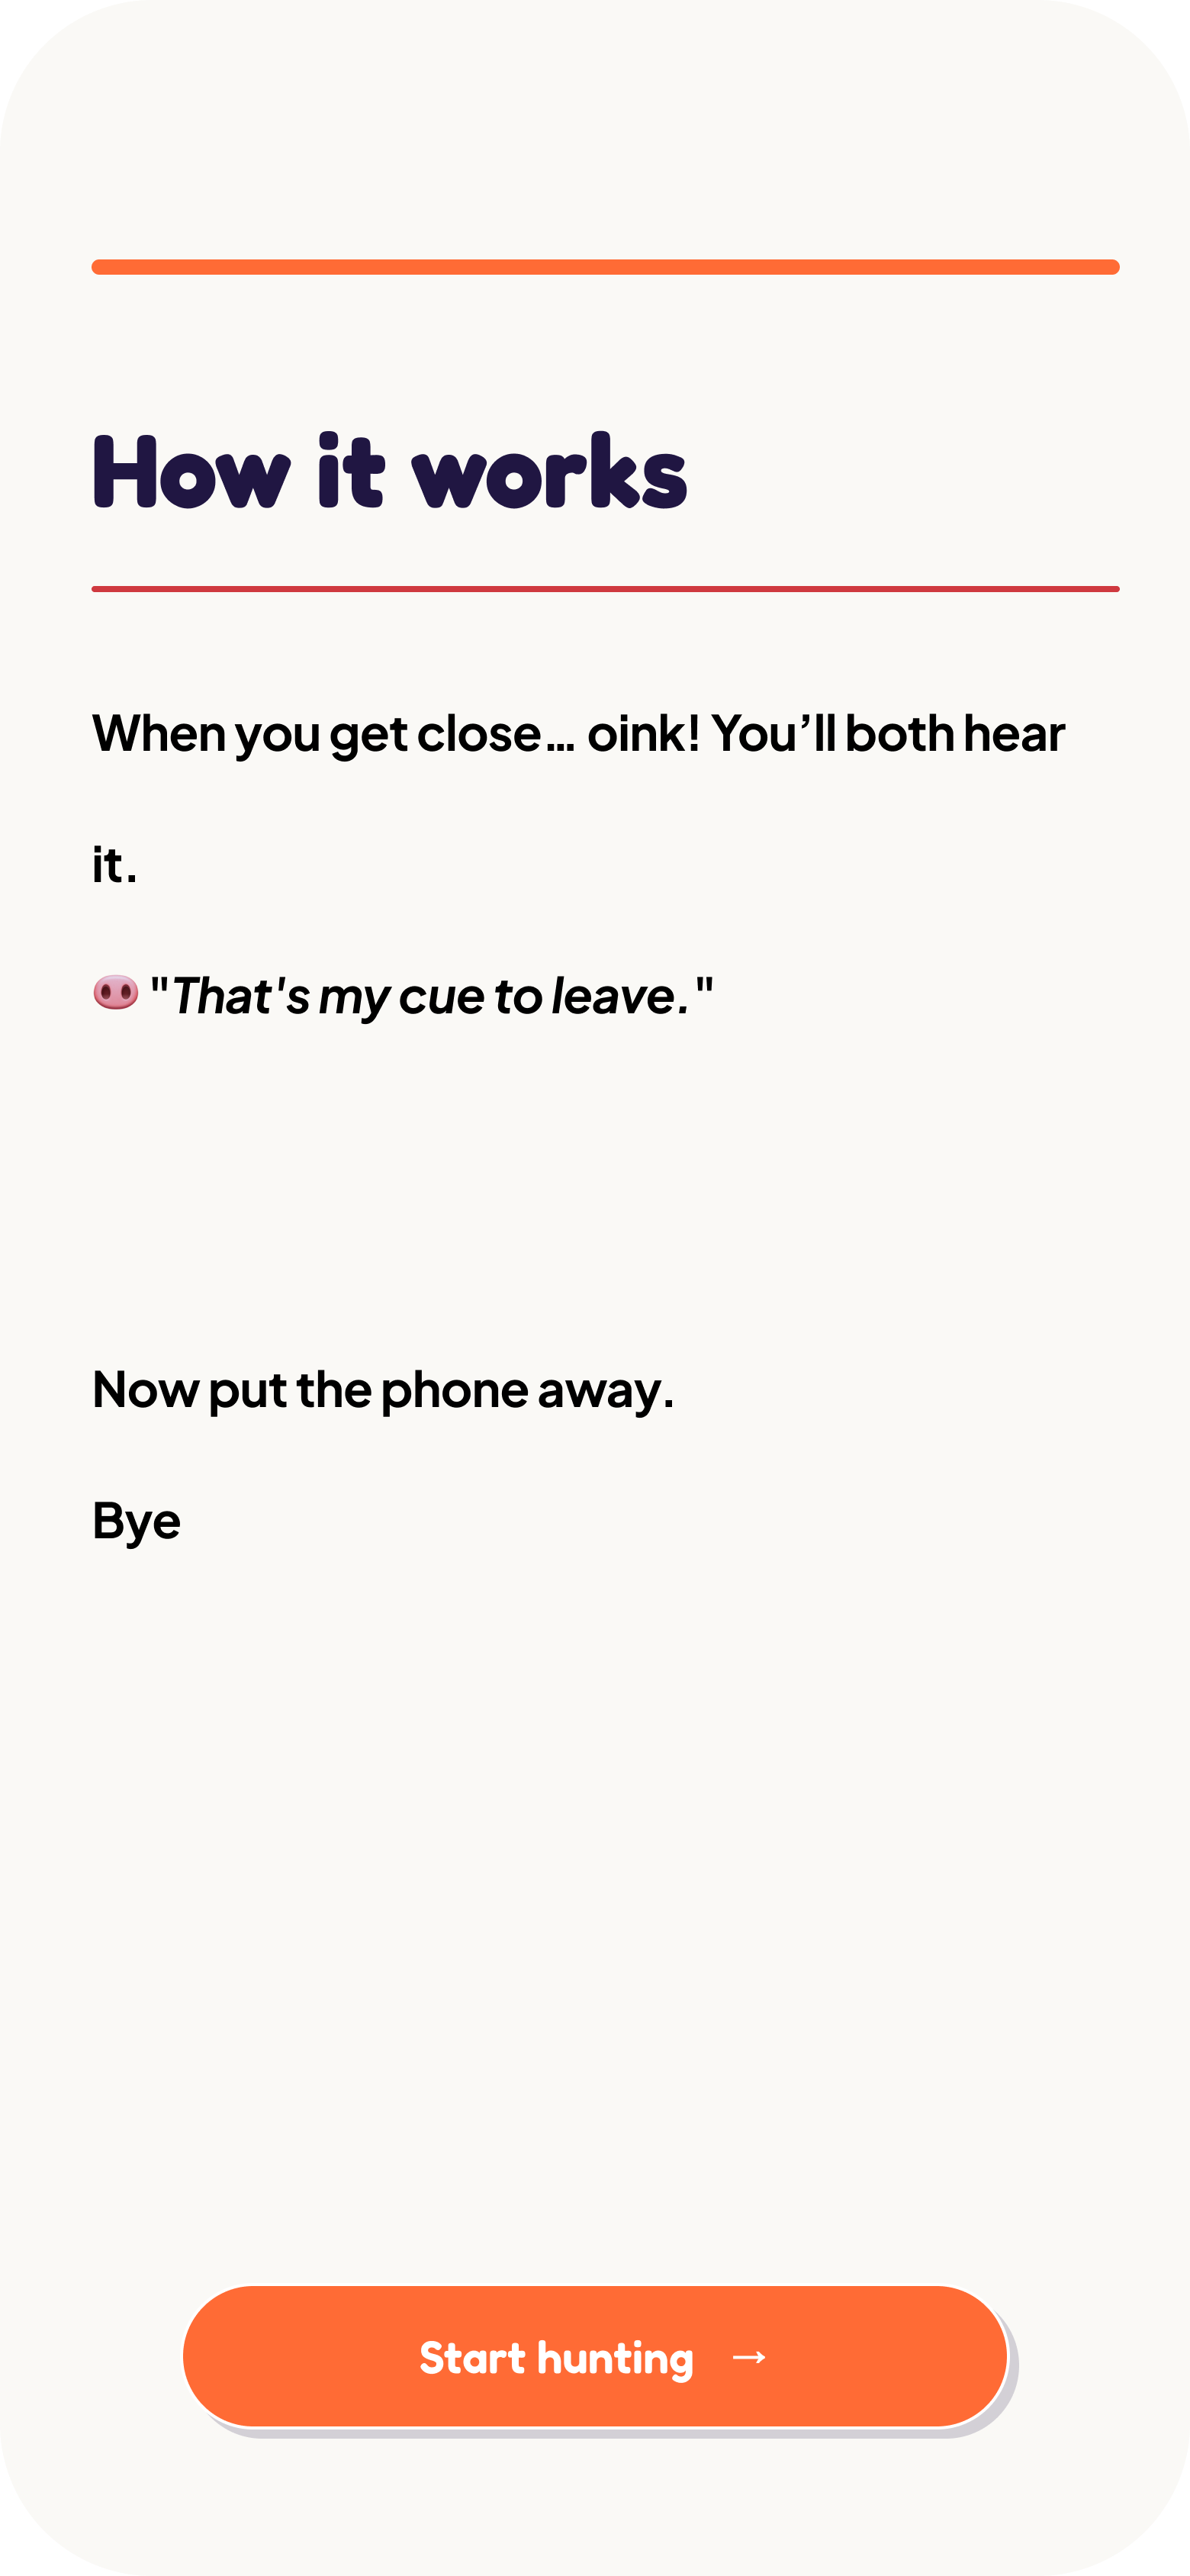 How it works
When you get close... oink! You’ll both hear
it.
🐽 "That's my cue to leave."
Now put the phone away.
Bye
Start hunting →